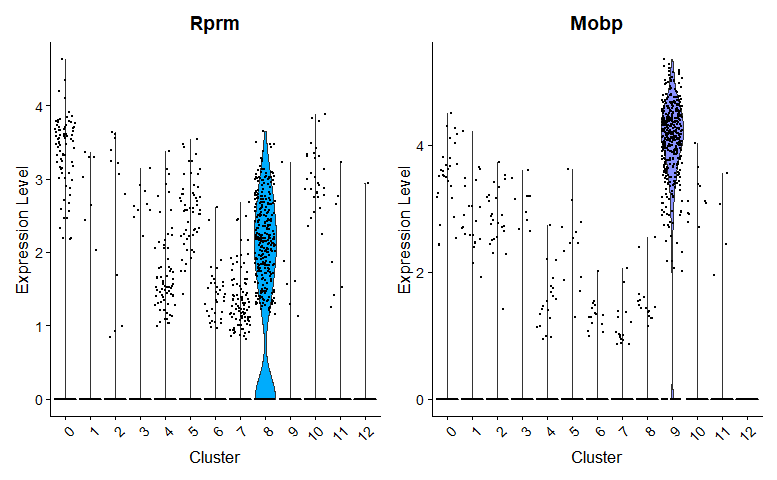 Rprm
Expression Level
4
3
2
1
0
0 1 2 3 4 5 6 7 8 9 10 11 12
Cluster
Mobp
Expression Level
4
2
0
0 1 2 3 4 5 6 7 8 9 10 11 12
Cluster